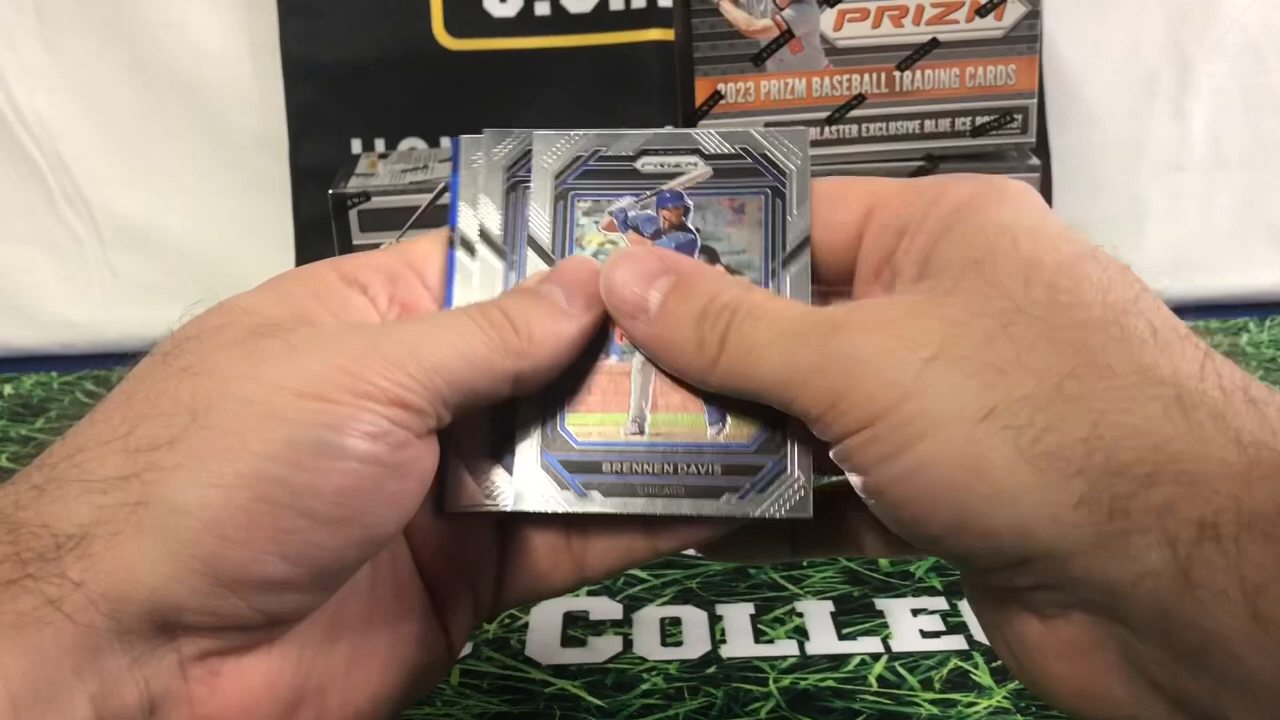 PRIZM
2023 PRIZM BASEBALL TRADING CARDS
BLASTER EXCLUSIVE BLUE ICE
PRIZM
BRENNEN DAVIS
CHICAGO
COLLE